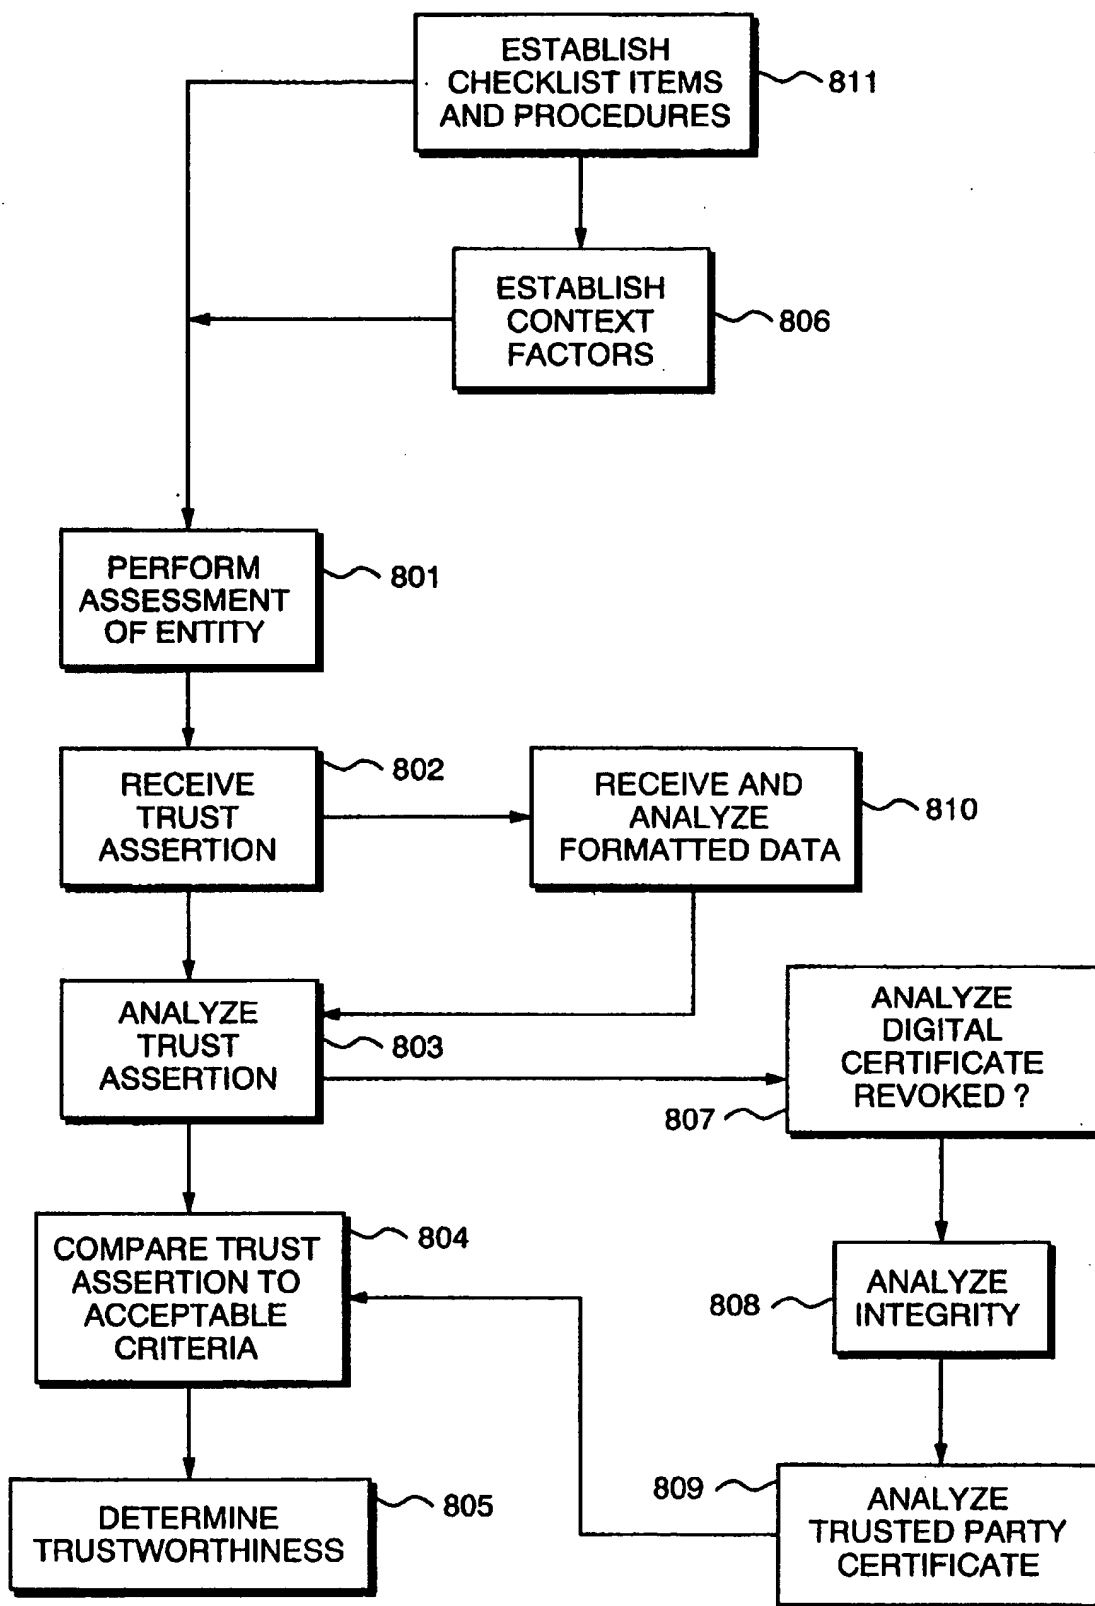 ESTABLISH
CHECKLIST ITEMS
AND PROCEDURES
811
ESTABLISH
CONTEXT
FACTORS
806
PERFORM
ASSESSMENT
OF ENTITY
801
RECEIVE
TRUST
ASSERTION
802
RECEIVE AND
ANALYZE
FORMATTED DATA
810
ANALYZE
TRUST
ASSERTION
803
ANALYZE
DIGITAL
CERTIFICATE
REVOKED ?
807
COMPARE TRUST
ASSERTION TO
ACCEPTABLE
CRITERIA
804
ANALYZE
INTEGRITY
808
DETERMINE
TRUSTWORTHINESS
805
ANALYZE
TRUSTED PARTY
CERTIFICATE
809